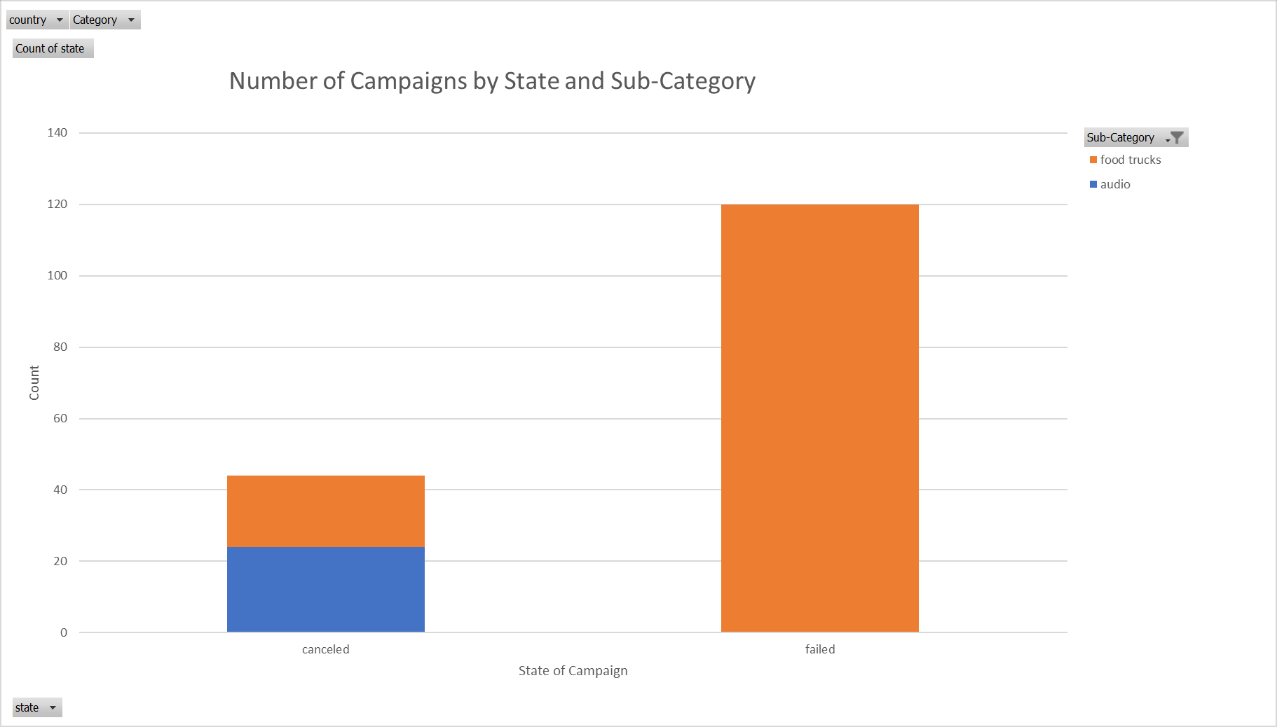 country Category
Count of state
Number of Campaigns by State and Sub-Category
140
120
100
80
60
40
20
0
Count
canceled failed
State of Campaign
Sub-Category
food trucks
audio
state